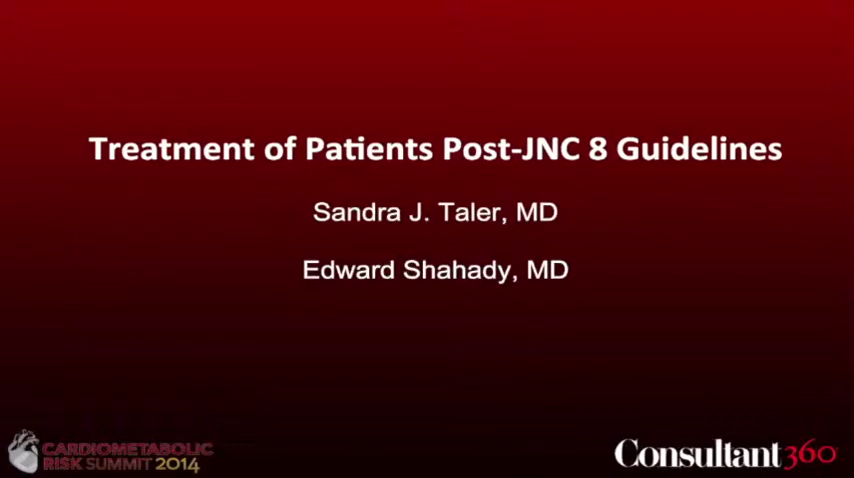 Treatment of Patients Post-JNC 8 Guidelines
Sandra J. Taler, MD
Edward Shahady, MD
CARDIOMETABOLIC
RISK SUMMIT 2014
Consultant360